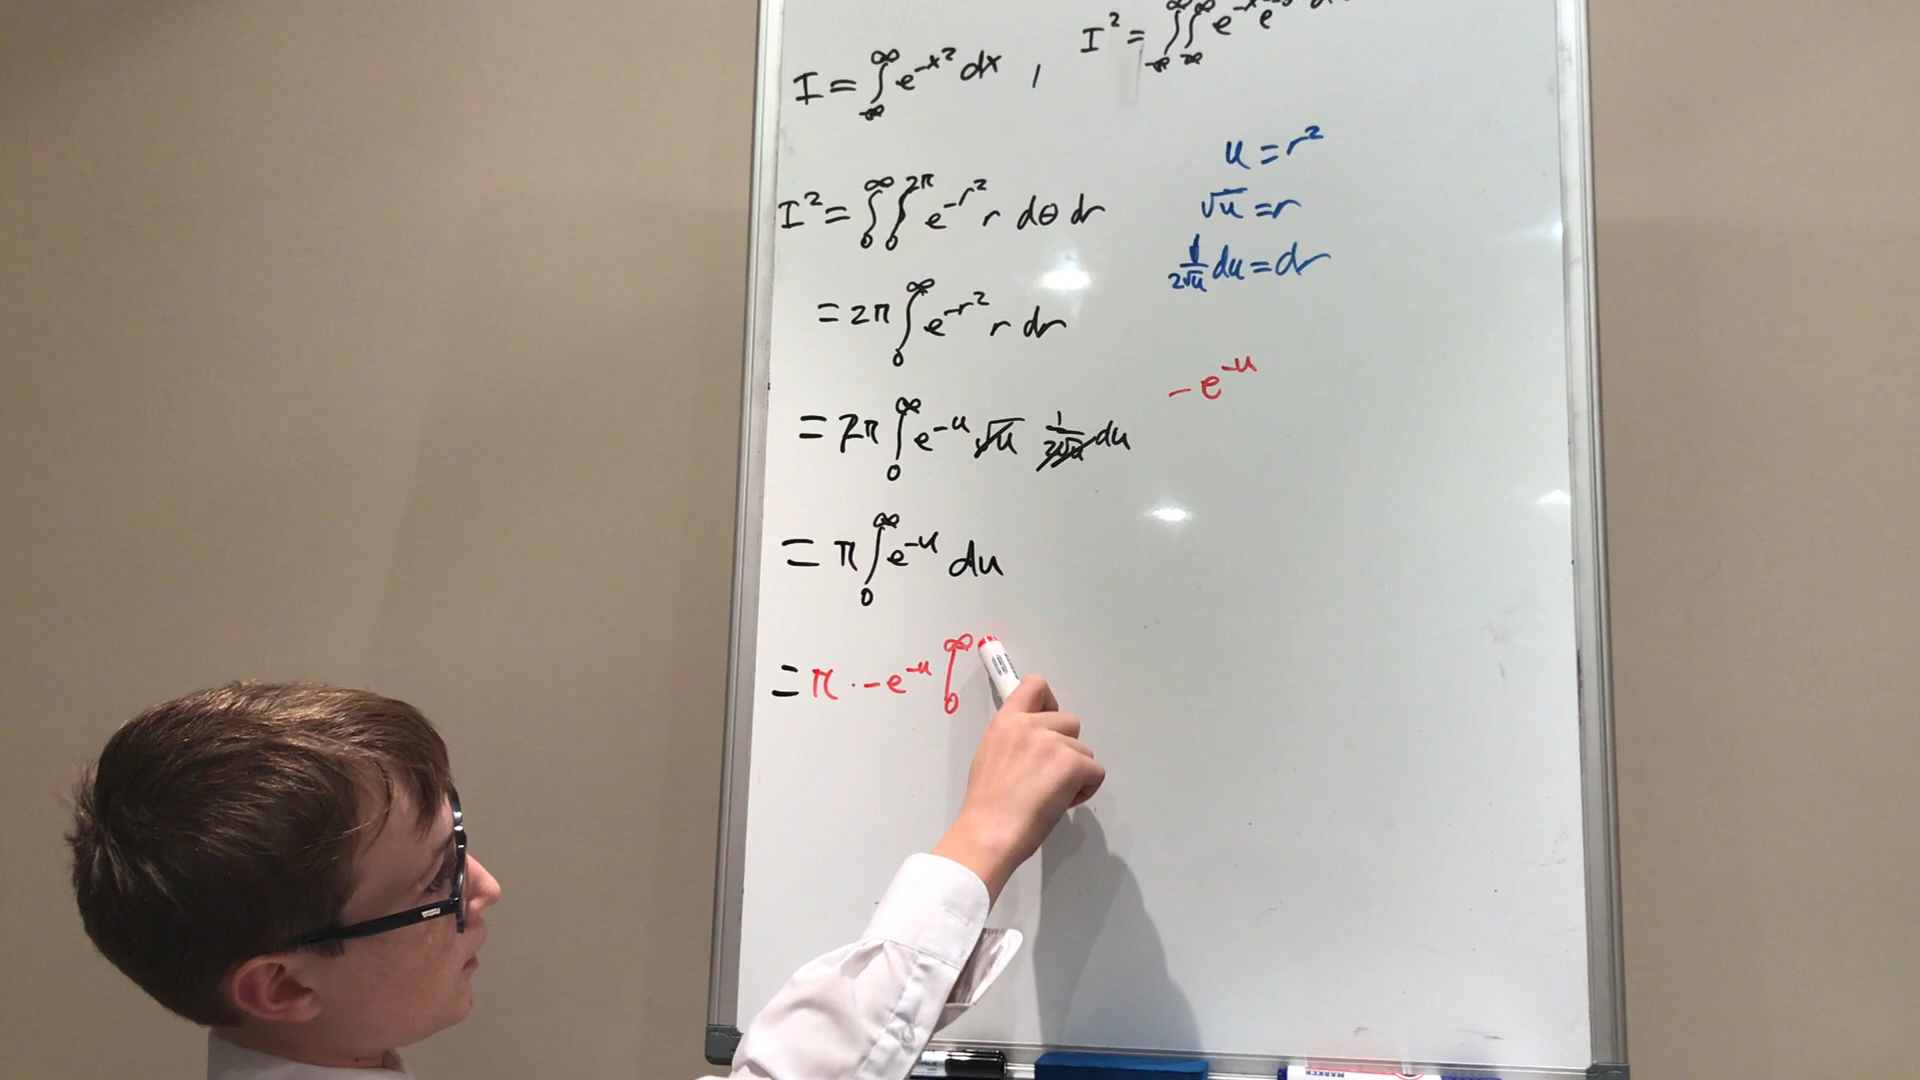 I = ∫_{-∞}^{∞} e^{-x²} dx , I² = ∫_{-∞}^{∞} ∫_{-∞}^{∞} e^{-x} e
I² = ∫_0^∞ ∫_0^{2π} e^{-r²} r dθ dr
= 2π ∫_0^∞ e^{-r²} r dr
= 2π ∫_0^∞ e^{-u} √u 1/(2√u) du
= π ∫_0^∞ e^{-u} du
= π · -e^{-u} [_0^∞
u = r²
√u = r
1/(2√u) du = dr
- e^{-u}
MARKER